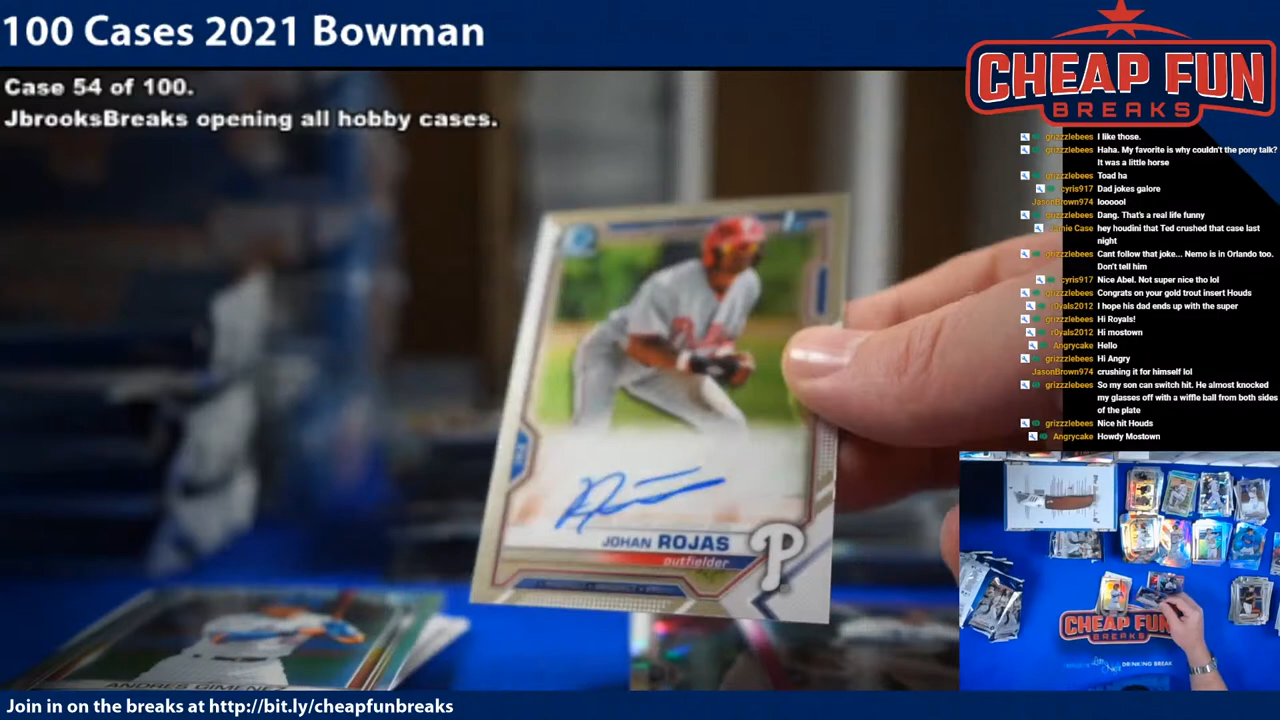 100 Cases 2021 Bowman
Case 54 of 100.
JbrooksBreaks opening all hobby cases.
CHEAP FUN
BREAKS
grizzzlebees I like those.
grizzzlebees Haha. My favorite is why couldn't the pony talk?
It was a little horse
grizzzlebees Toad ha
cyris917 Dad jokes galore
JasonBrown974 loooool
grizzzlebees Dang. That's a real life funny
Jamie Case hey houdini that Ted crushed that case last
night
grizzzlebees Cant follow that joke... Nemo is in Orlando too.
Don't tell him
cyris917 Nice Abel. Not super nice tho lol
grizzzlebees Congrats on your gold trout insert Houds
r0yals2012 I hope his dad ends up with the super
grizzzlebees Hi Royals!
r0yals2012 Hi mostown
Angrycake Hello
grizzzlebees Hi Angry
JasonBrown974 crushing it for himself lol
grizzzlebees So my son can switch hit. He almost knocked
my glasses off with a wiffle ball from both sides
of the plate
grizzzlebees Nice hit Houds
Angrycake Howdy Mostown
JOHAN ROJAS
outfielder
P
ANDRES GIMENEZ
CHEAP FUN
BREAKS
DRINKING BREAK
Join in on the breaks at http://bit.ly/cheapfunbreaks